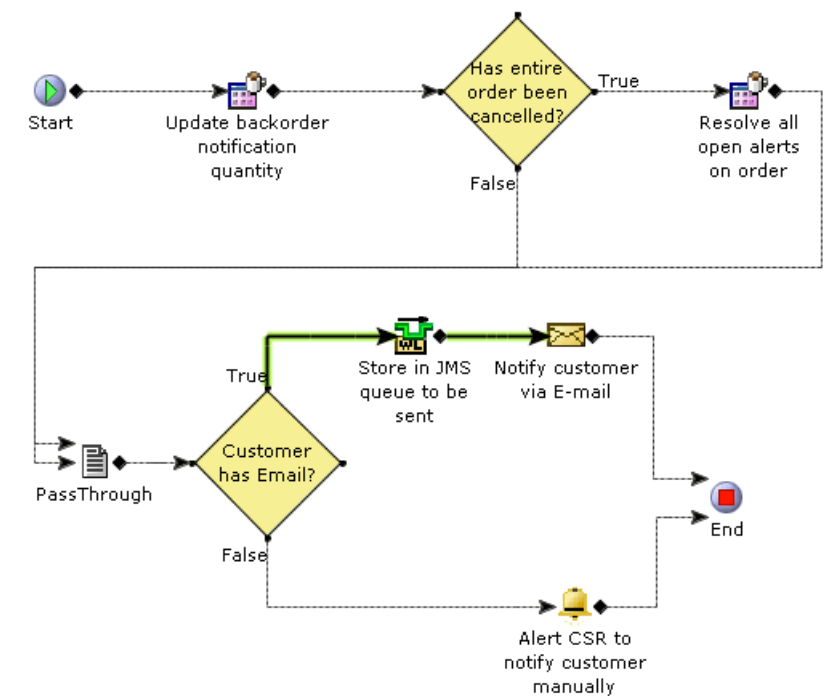 Start
Update backorder
notification
quantity
Has entire
order been
cancelled?
True
False
Resolve all
open alerts
on order
True
Store in JMS
queue to be
sent
WL
Notify customer
via E-mail
Customer
has Email?
PassThrough
False
End
Alert CSR to
notify customer
manually